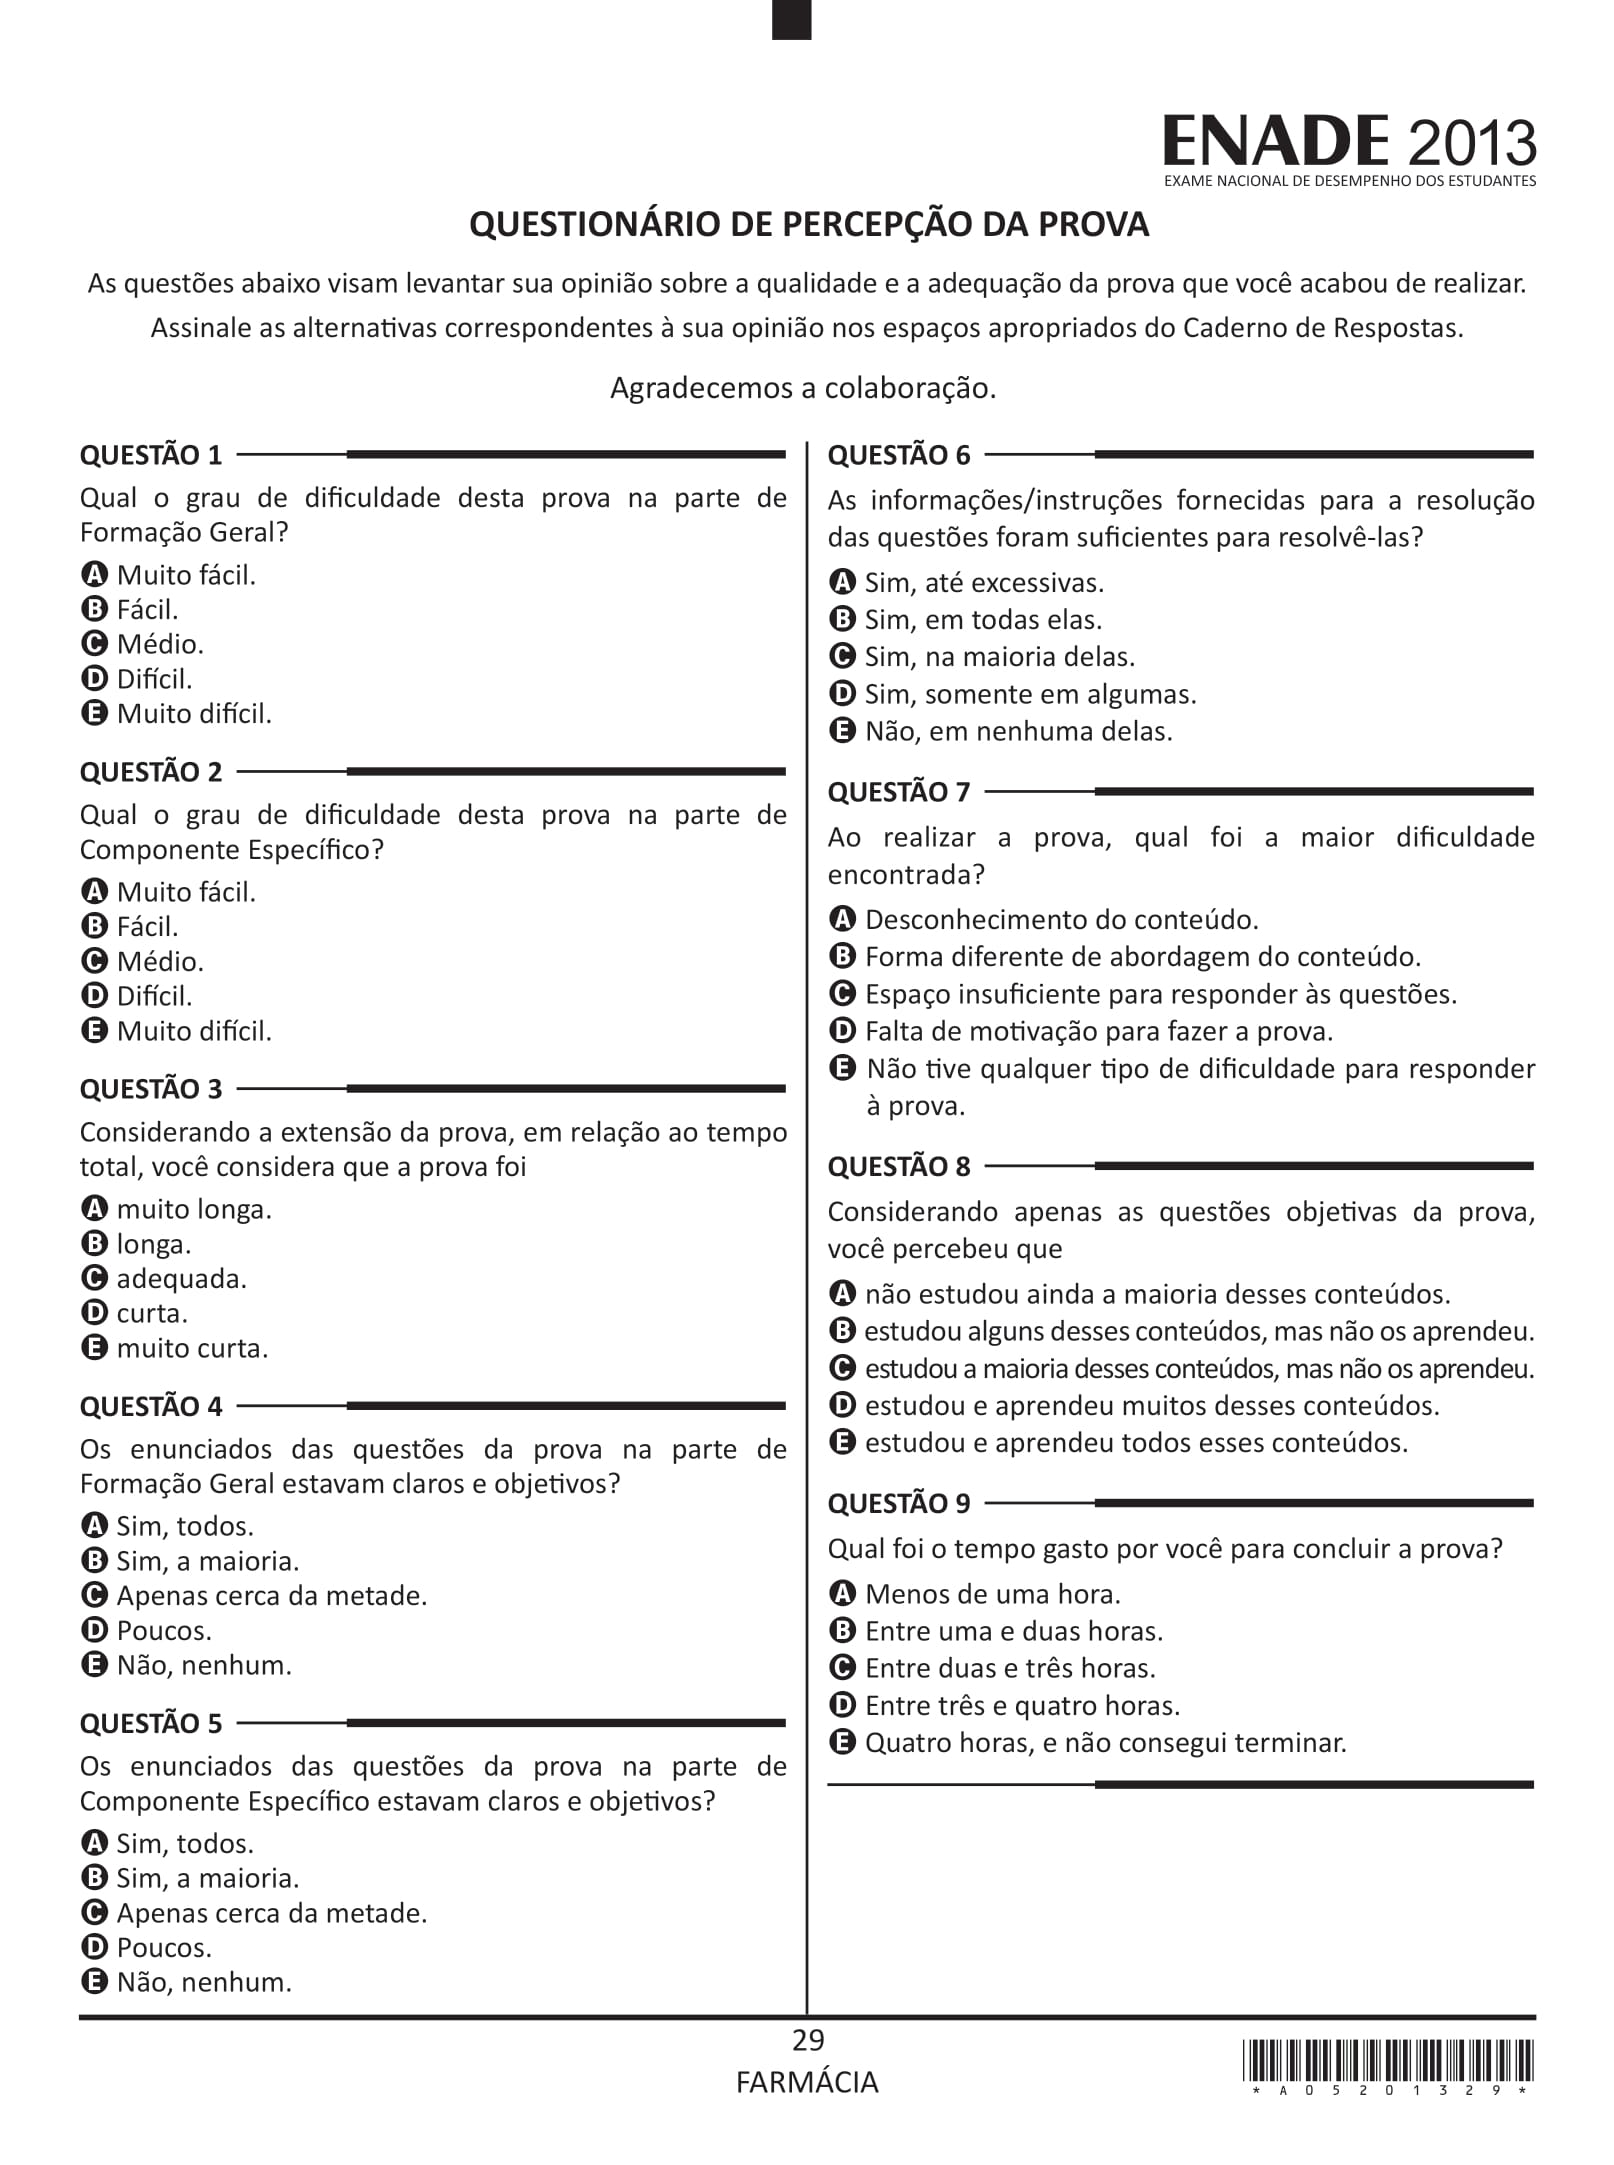 ENADE 2013
EXAME NACIONAL DE DESEMPENHO DOS ESTUDANTES
QUESTIONÁRIO DE PERCEPÇÃO DA PROVA
As questões abaixo visam levantar sua opinião sobre a qualidade e a adequação da prova que você acabou de realizar.
Assinale as alternativas correspondentes à sua opinião nos espaços apropriados do Caderno de Respostas.
Agradecemos a colaboração.
QUESTÃO 1
Qual o grau de dificuldade desta prova na parte de
Formação Geral?
A Muito fácil.
B Fácil.
C Médio.
D Difícil.
E Muito difícil.
QUESTÃO 2
Qual o grau de dificuldade desta prova na parte de
Componente Específico?
A Muito fácil.
B Fácil.
C Médio.
D Difícil.
E Muito difícil.
QUESTÃO 3
Considerando a extensão da prova, em relação ao tempo
total, você considera que a prova foi
A muito longa.
B longa.
C adequada.
D curta.
E muito curta.
QUESTÃO 4
Os enunciados das questões da prova na parte de
Formação Geral estavam claros e objetivos?
A Sim, todos.
B Sim, a maioria.
C Apenas cerca da metade.
D Poucos.
E Não, nenhum.
QUESTÃO 5
Os enunciados das questões da prova na parte de
Componente Específico estavam claros e objetivos?
A Sim, todos.
B Sim, a maioria.
C Apenas cerca da metade.
D Poucos.
E Não, nenhum.
QUESTÃO 6
As informações/instruções fornecidas para a resolução
das questões foram suficientes para resolvê-las?
A Sim, até excessivas.
B Sim, em todas elas.
C Sim, na maioria delas.
D Sim, somente em algumas.
E Não, em nenhuma delas.
QUESTÃO 7
Ao realizar a prova, qual foi a maior dificuldade
encontrada?
A Desconhecimento do conteúdo.
B Forma diferente de abordagem do conteúdo.
C Espaço insuficiente para responder às questões.
D Falta de motivação para fazer a prova.
E Não tive qualquer tipo de dificuldade para responder
à prova.
QUESTÃO 8
Considerando apenas as questões objetivas da prova,
você percebeu que
A não estudou ainda a maioria desses conteúdos.
B estudou alguns desses conteúdos, mas não os aprendeu.
C estudou a maioria desses conteúdos, mas não os aprendeu.
D estudou e aprendeu muitos desses conteúdos.
E estudou e aprendeu todos esses conteúdos.
QUESTÃO 9
Qual foi o tempo gasto por você para concluir a prova?
A Menos de uma hora.
B Entre uma e duas horas.
C Entre duas e três horas.
D Entre três e quatro horas.
E Quatro horas, e não consegui terminar.
29
FARMÁCIA
* A 0 5 2 0 1 3 2 9 *